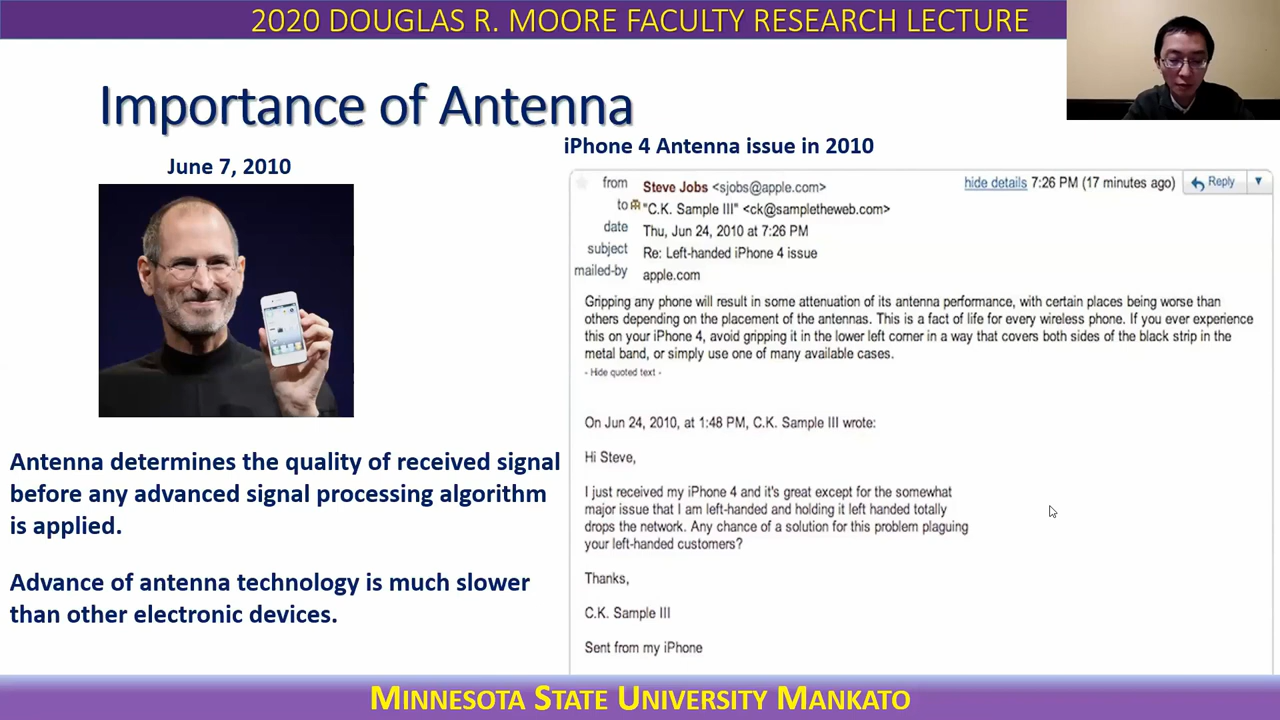 2020 DOUGLAS R. MOORE FACULTY RESEARCH LECTURE
Importance of Antenna
June 7, 2010
Antenna determines the quality of received signal
before any advanced signal processing algorithm
is applied.
Advance of antenna technology is much slower
than other electronic devices.
iPhone 4 Antenna issue in 2010
from Steve Jobs <sjobs@apple.com> hide details 7:26 PM (17 minutes ago) Reply
to "C.K. Sample III" <ck@sampletheweb.com>
date Thu, Jun 24, 2010 at 7:26 PM
subject Re: Left-handed iPhone 4 issue
mailed-by apple.com
Gripping any phone will result in some attenuation of its antenna performance, with certain places being worse than
others depending on the placement of the antennas. This is a fact of life for every wireless phone. If you ever experience
this on your iPhone 4, avoid gripping it in the lower left corner in a way that covers both sides of the black strip in the
metal band, or simply use one of many available cases.
- Hide quoted text -
On Jun 24, 2010, at 1:48 PM, C.K. Sample III wrote:
Hi Steve,
I just received my iPhone 4 and it's great except for the somewhat
major issue that I am left-handed and holding it left handed totally
drops the network. Any chance of a solution for this problem plaguing
your left-handed customers?
Thanks,
C.K. Sample III
Sent from my iPhone
MINNESOTA STATE UNIVERSITY MANKATO